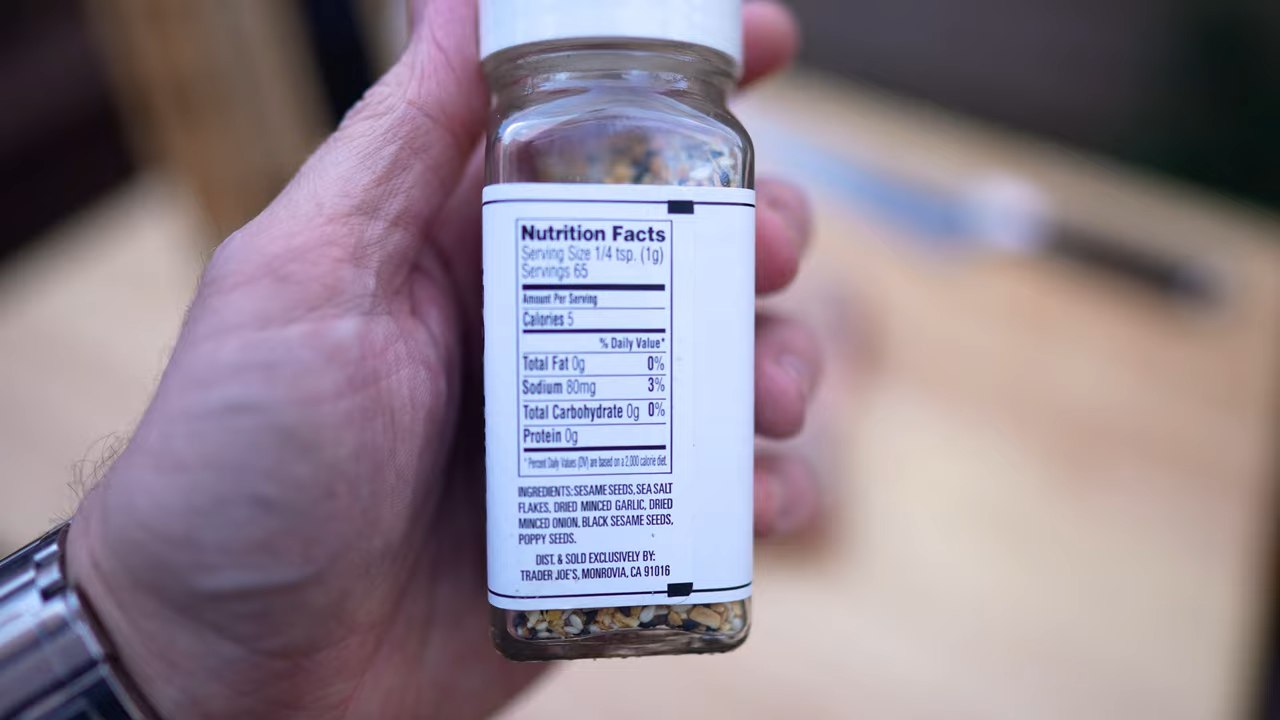 Nutrition Facts
Serving Size 1/4 tsp. (1g)
Servings 65
Amount Per Serving
Calories 5
% Daily Value*
Total Fat 0g 0%
Sodium 80mg 3%
Total Carbohydrate 0g 0%
Protein 0g
* Percent Daily Values (DV) are based on a 2,000 calorie diet.
INGREDIENTS: SESAME SEEDS, SEA SALT
FLAKES, DRIED MINCED GARLIC, DRIED
MINCED ONION, BLACK SESAME SEEDS,
POPPY SEEDS.
DIST. & SOLD EXCLUSIVELY BY:
TRADER JOE'S, MONROVIA, CA 91016